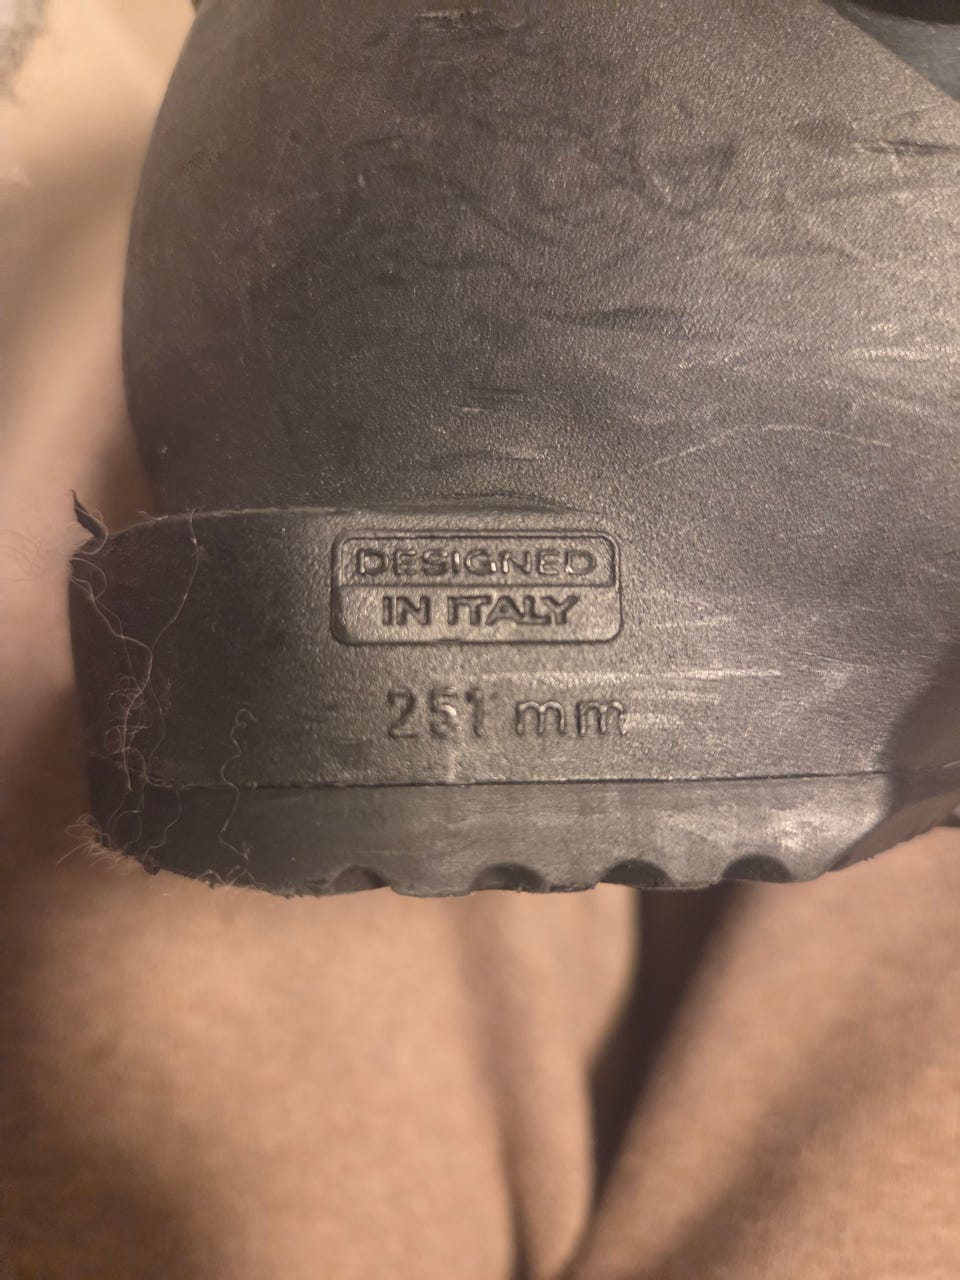 DESIGNED
IN ITALY
251 mm